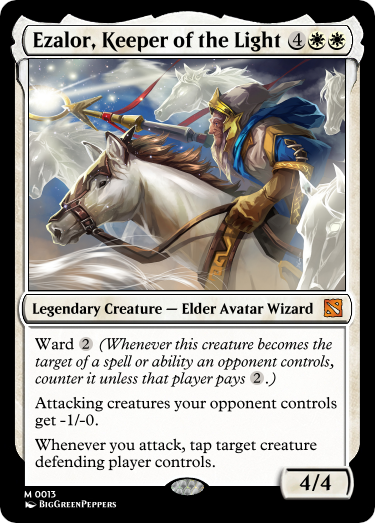 Ezalor, Keeper of the Light 4
Legendary Creature — Elder Avatar Wizard
Ward 2 (Whenever this creature becomes the
target of a spell or ability an opponent controls,
counter it unless that player pays 2.)
Attacking creatures your opponent controls
get -1/-0.
Whenever you attack, tap target creature
defending player controls.
4/4
M 0013
BigGreenPeppers